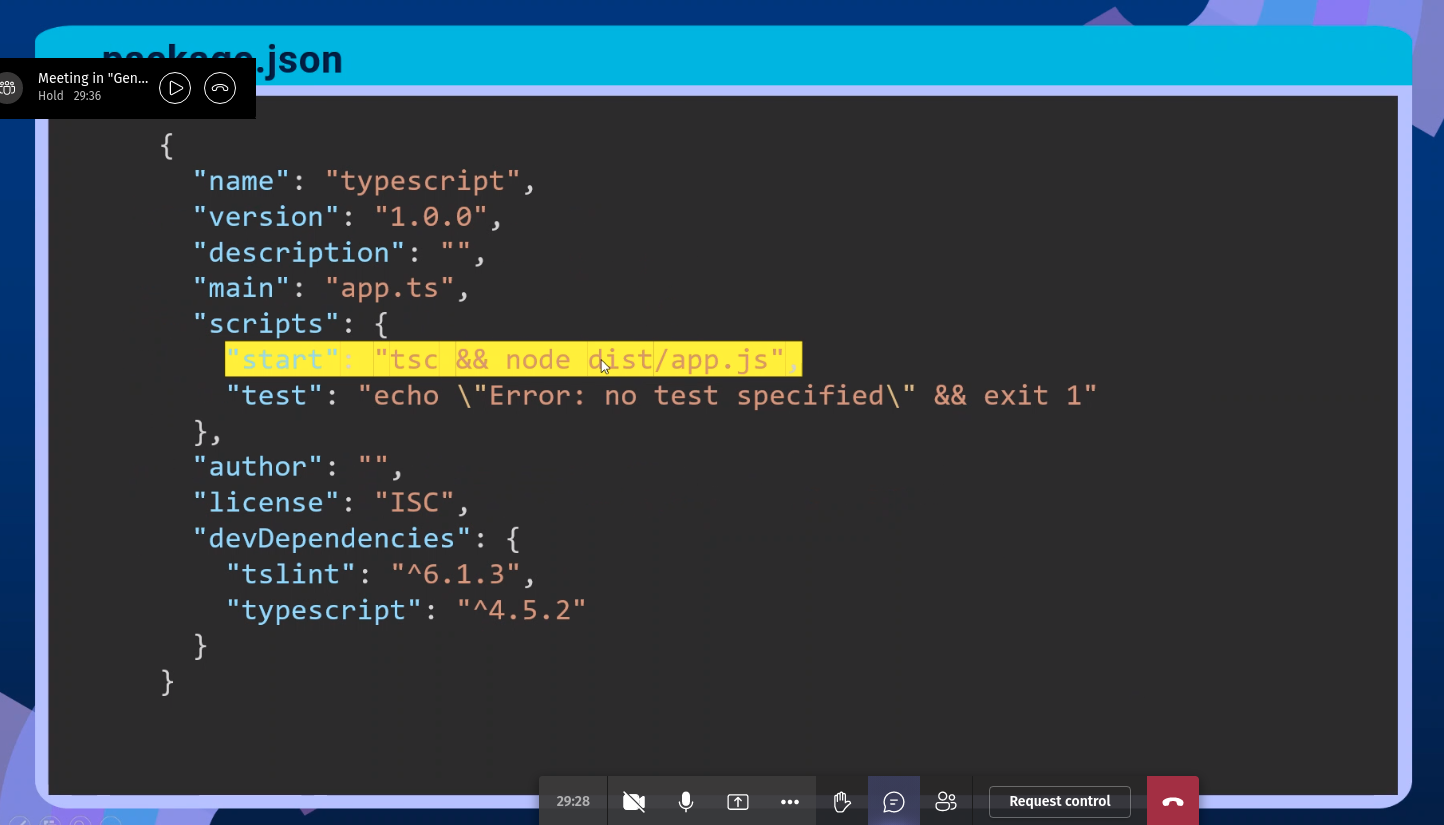 package.json
Meeting in "Gen...
Hold 29:36
{
"name": "typescript",
"version": "1.0.0",
"description": "",
"main": "app.ts",
"scripts": {
"start": "tsc && node dist/app.js",
"test": "echo \"Error: no test specified\" && exit 1"
},
"author": "",
"license": "ISC",
"devDependencies": {
"tslint": "^6.1.3",
"typescript": "^4.5.2"
}
}
29:28
Request control